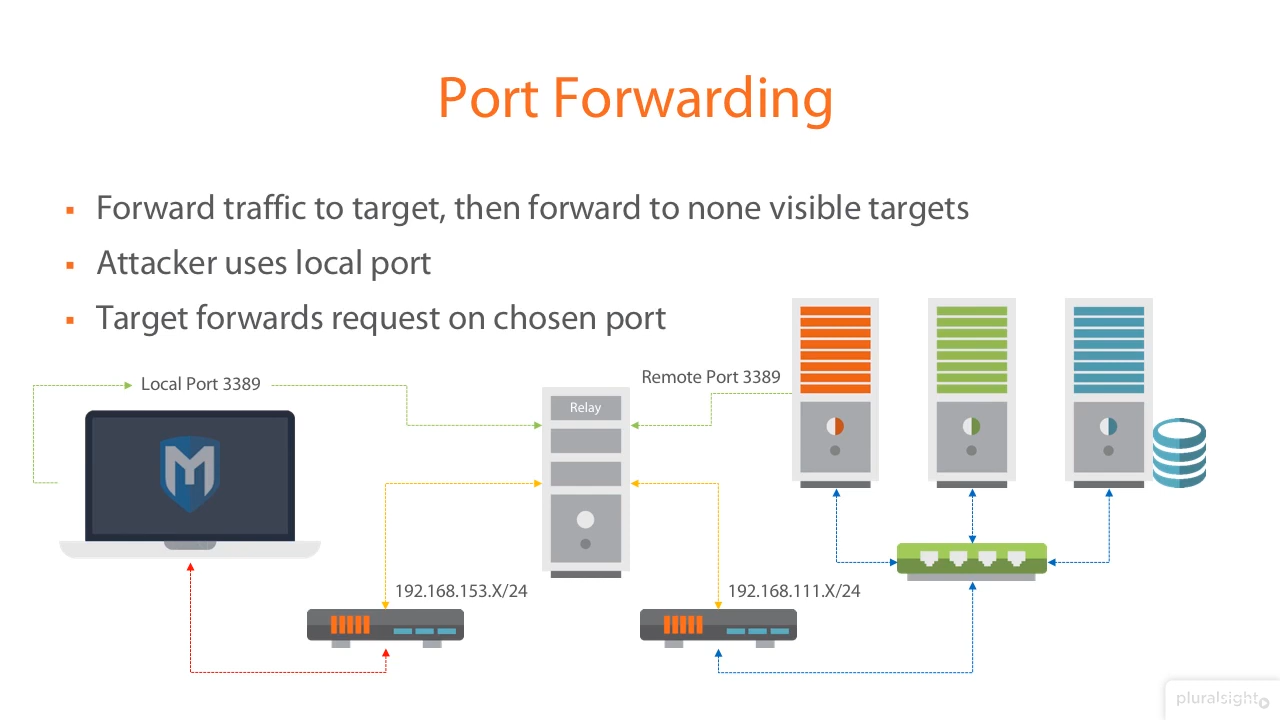 Port Forwarding
Forward traffic to target, then forward to none visible targets
Attacker uses local port
Target forwards request on chosen port
Local Port 3389
Remote Port 3389
Relay
192.168.153.X/24
192.168.111.X/24
pluralsight